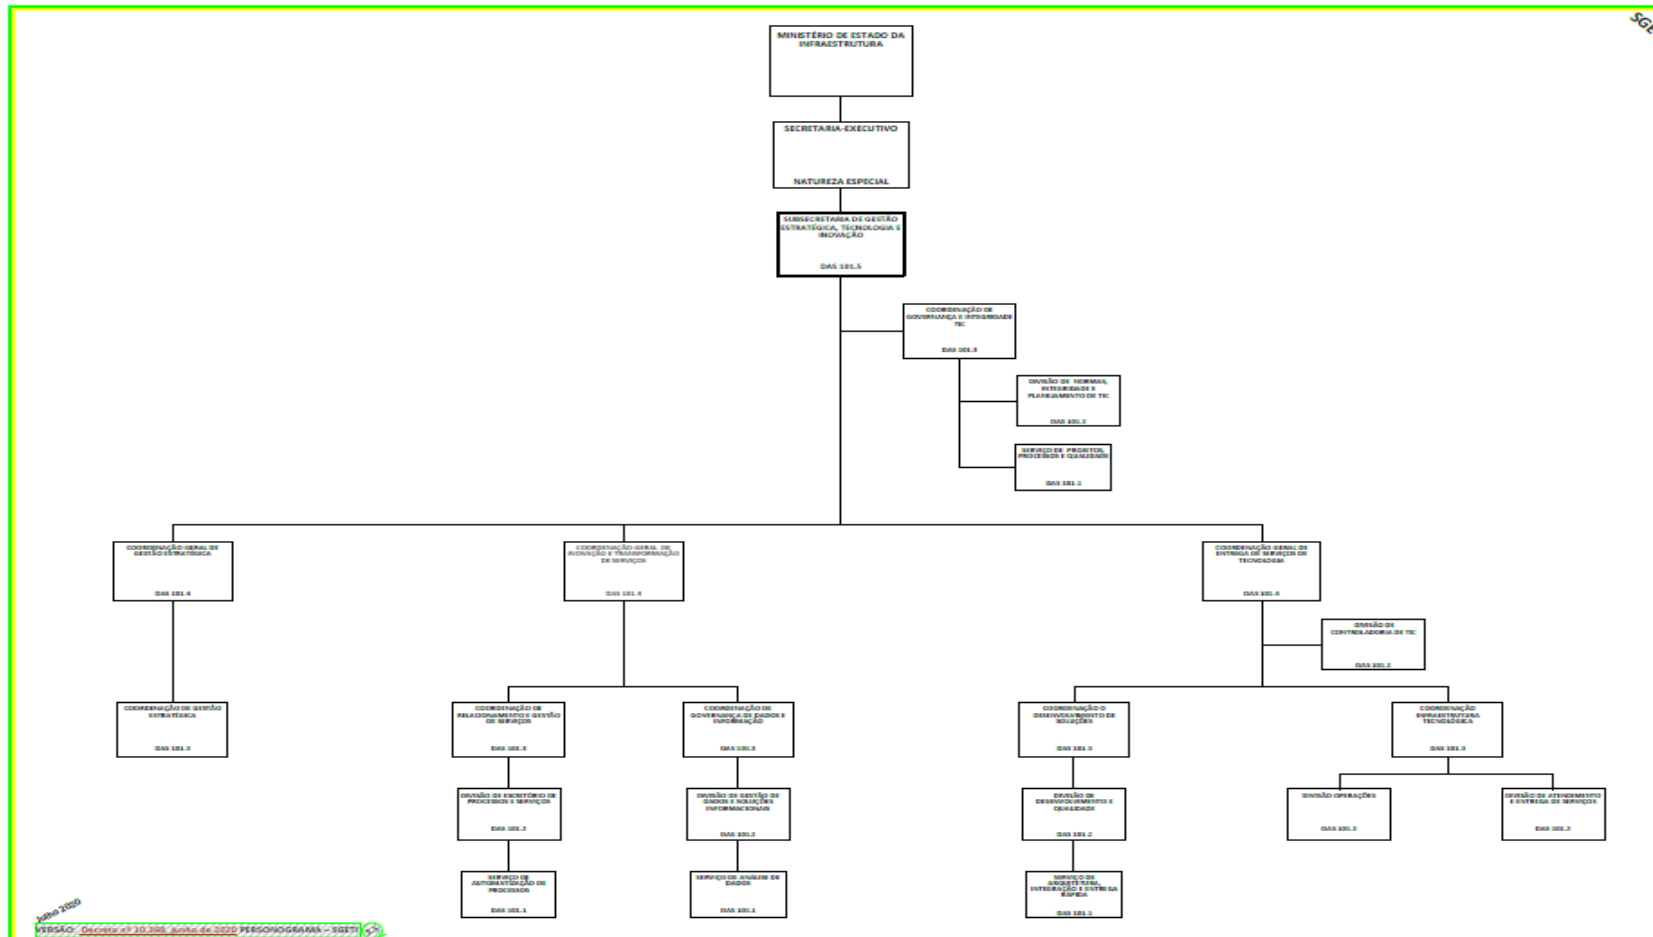 MINISTÉRIO DE ESTADO DA
INFRAESTRUTURA
SECRETARIA-EXECUTIVO
NATUREZA ESPECIAL
SUBSECRETARIA DE GESTÃO
ESTRATÉGICA, TECNOLOGIA E
INOVAÇÃO
DAS 101.5
COORDENAÇÃO DE
GOVERNANÇA E INTEGRIDADE
TIC
DAS 101.3
DIVISÃO DE NORMAS,
INTEGRIDADE E
PLANEJAMENTO DE TIC
DAS 101.2
SERVIÇO DE PROJETOS,
PROCESSOS E QUALIDADE
DAS 101.1
COORDENAÇÃO-GERAL DE
GESTÃO ESTRATÉGICA
DAS 101.4
COORDENAÇÃO-GERAL DE
INOVAÇÃO E TRANSFORMAÇÃO
DE SERVIÇOS
DAS 101.4
COORDENAÇÃO-GERAL DE
ENTREGA DE SERVIÇOS DE
TECNOLOGIA
DAS 101.4
DIVISÃO DE
CONTROLADORIA DE TIC
DAS 101.2
COORDENAÇÃO DE GESTÃO
ESTRATÉGICA
DAS 101.3
COORDENAÇÃO DE
RELACIONAMENTO E GESTÃO
DE SERVIÇOS
DAS 101.3
COORDENAÇÃO DE
GOVERNANÇA DE DADOS E
INFORMAÇÃO
DAS 101.3
COORDENAÇÃO D
DESENVOLVIMENTO DE
SOLUÇÕES
DAS 101.3
COORDENAÇÃO
INFRAESTRUTURA
TECNOLÓGICA
DAS 101.3
DIVISÃO DE ESCRITÓRIO DE
PROCESSOS E SERVIÇOS
DAS 101.2
DIVISÃO DE GESTÃO DE
DADOS E SOLUÇÕES
INFORMACIONAIS
DAS 101.2
DIVISÃO DE
DESENVOLVIMENTO E
QUALIDADE
DAS 101.2
DIVISÃO OPERAÇÕES
DAS 101.2
DIVISÃO DE ATENDIMENTO
E ENTREGA DE SERVIÇOS
DAS 101.2
SERVIÇO DE
AUTOMATIZAÇÃO DE
PROCESSOS
DAS 101.1
SERVIÇO DE ANÁLISE DE
DADOS
DAS 101.1
SERVIÇO DE
ARQUITETURA,
INTEGRAÇÃO E ENTREGA
RÁPIDA
DAS 101.1
Julho 2020
VERSÃO: Decreto nº 10.368, junho de 2020 PERSONOGRAMA – SGETI